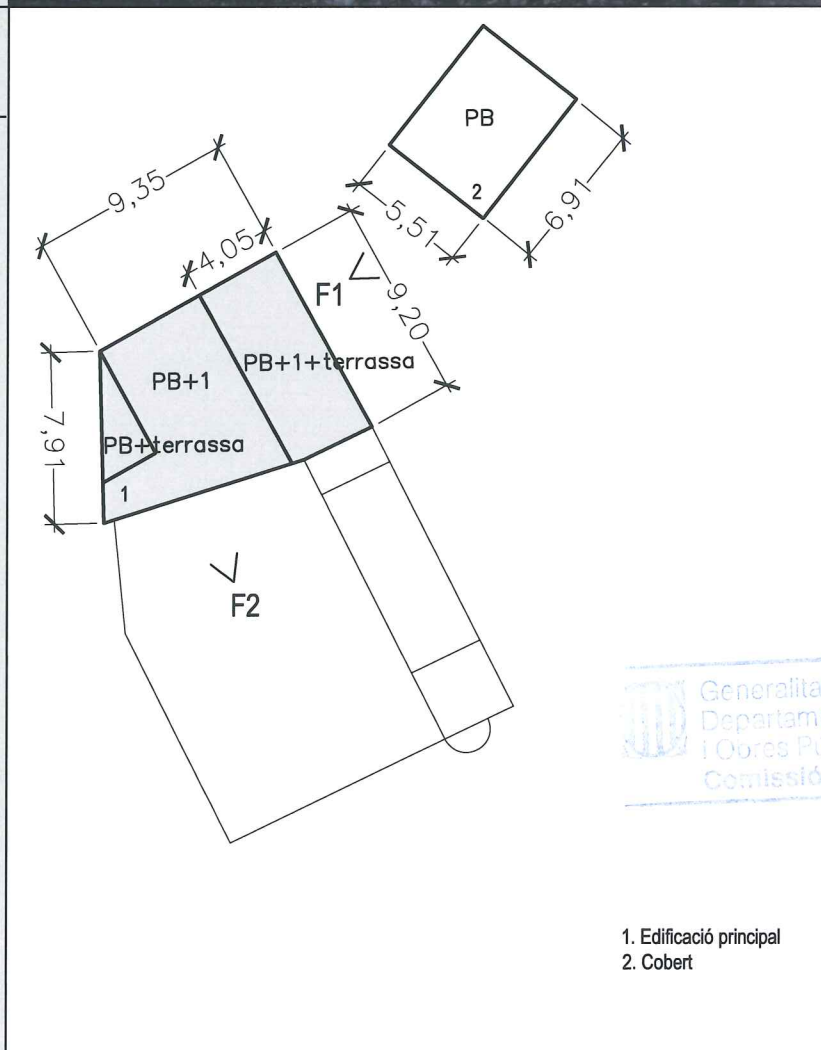 PB
2
5,51
6,91
9,35
4,05
F1
9,20
PB+1
PB+1+terrassa
7,91
PB+terrassa
1
F2
Generalita
Departam
i Obres Pú
Comissió
1. Edificació principal
2. Cobert